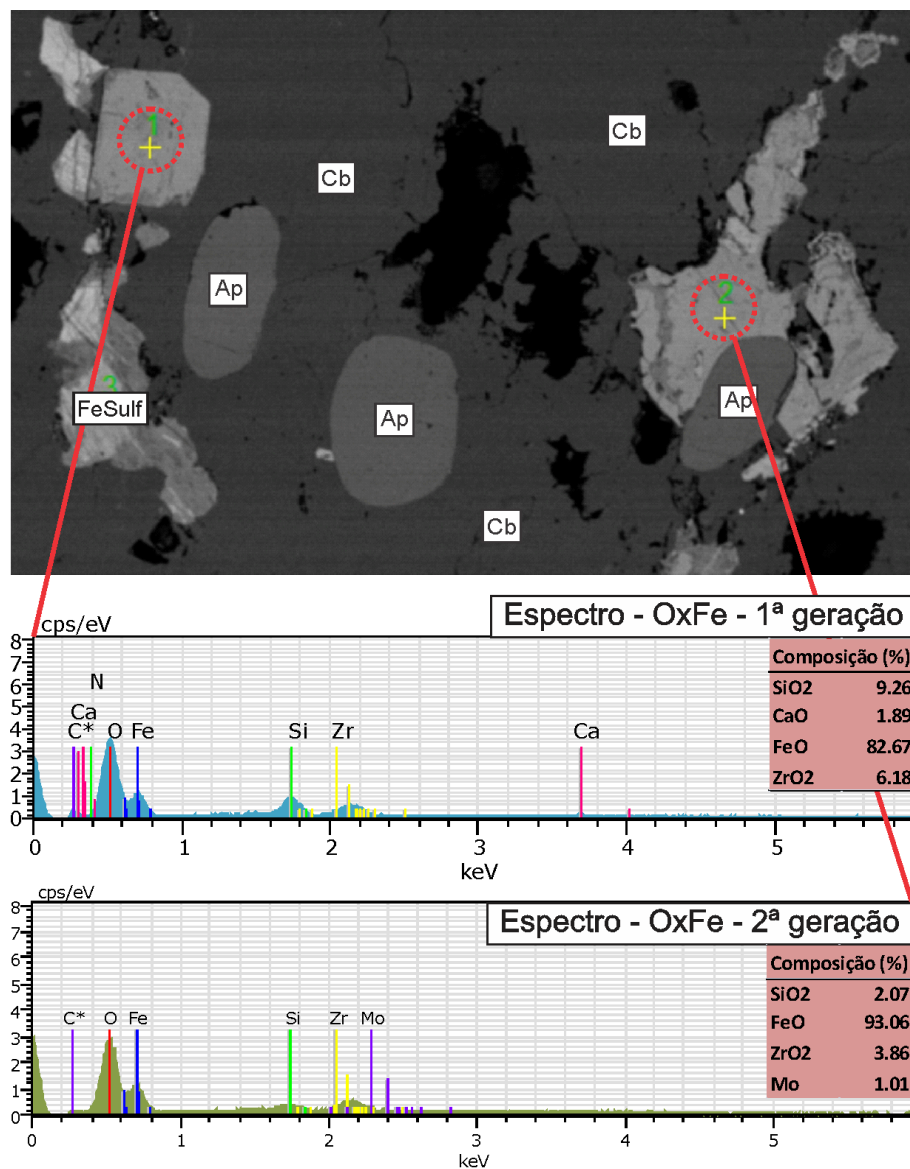 1
Cb
Cb
Ap
2
3
FeSulf
Ap
Ap
Cb
Espectro - OxFe - 1ª geração
cps/eV
8
7
6
5
4
3
2
1
0
N
Ca
C* O Fe Si Zr Ca
0 1 2 3 4 5
keV
Composição (%)
SiO2 9.26
CaO 1.89
FeO 82.67
ZrO2 6.18
Espectro - OxFe - 2ª geração
cps/eV
8
7
6
5
4
3
2
1
0
C* O Fe Si Zr Mo
0 1 2 3 4 5
keV
Composição (%)
SiO2 2.07
FeO 93.06
ZrO2 3.86
Mo 1.01